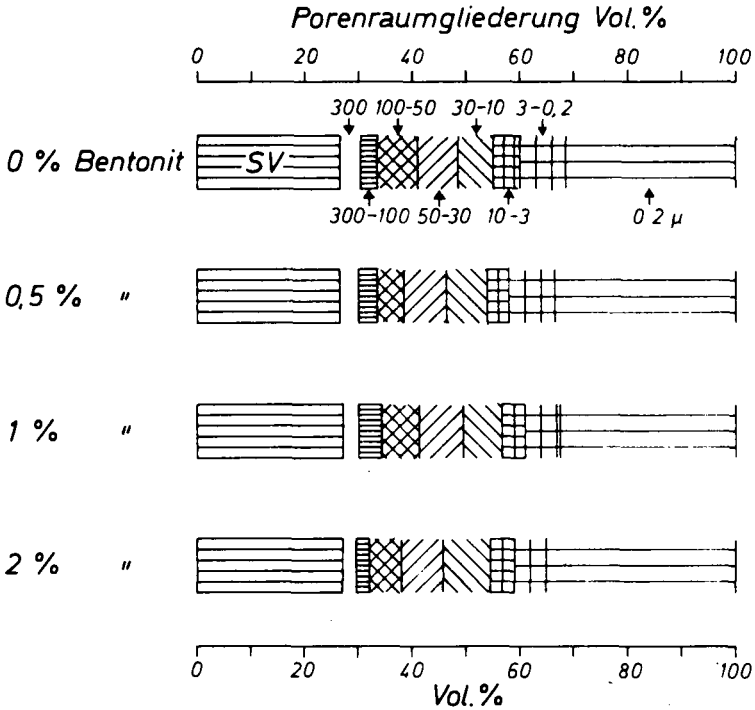 Porenraumgliederung Vol.%
0 20 40 60 80 100
300 100-50 30-10 3-0,2
0 % Bentonit SV
300-100 50-30 10-3 0 2 µ
0,5 % "
1 % "
2 % "
0 20 40 60 80 100
Vol.%